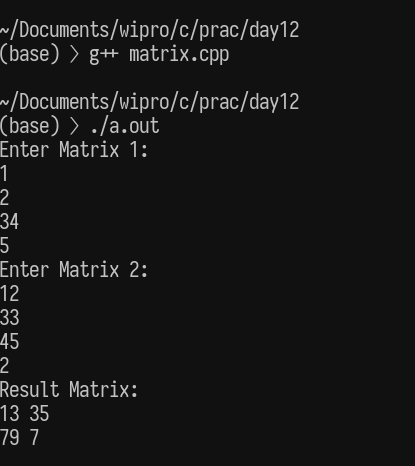 ~/Documents/wipro/c/prac/day12
(base) > g++ matrix.cpp
~/Documents/wipro/c/prac/day12
(base) > ./a.out
Enter Matrix 1:
1
2
34
5
Enter Matrix 2:
12
33
45
2
Result Matrix:
13 35
79 7